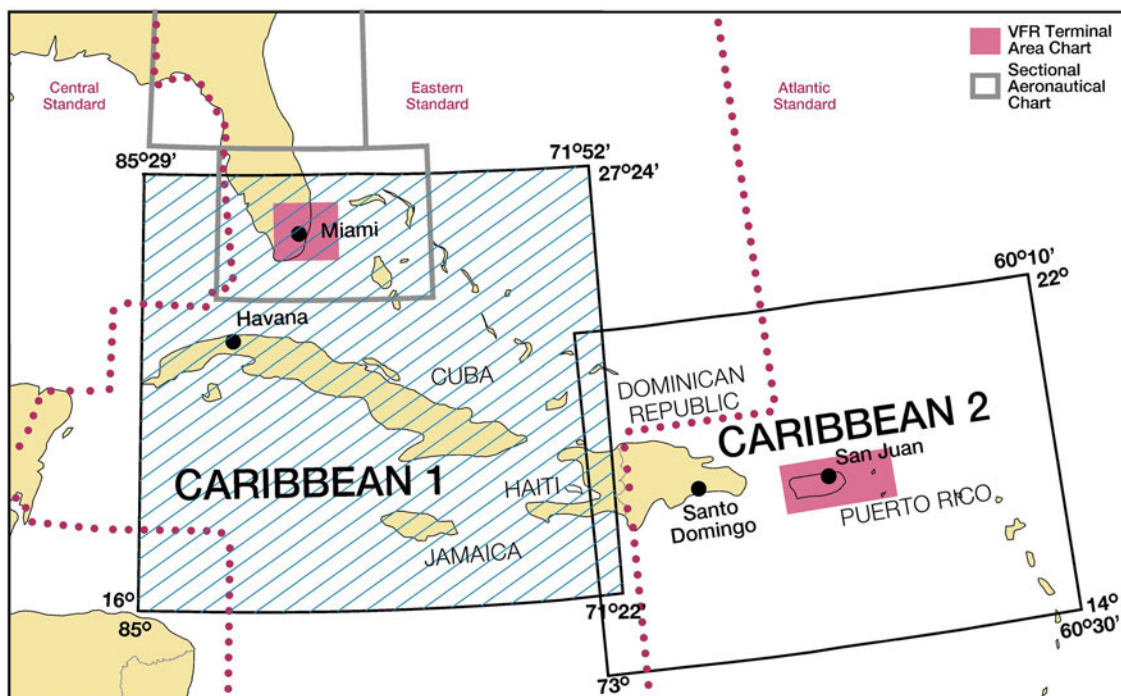 VFR Terminal
Area Chart
Sectional
Aeronautical
Chart
Central
Standard
Eastern
Standard
Atlantic
Standard
85°29'
71°52'
27°24'
Miami
60°10'
22°
Havana
CUBA
DOMINICAN
REPUBLIC
CARIBBEAN 2
San Juan
CARIBBEAN 1
HAITI
Santo
Domingo
PUERTO RICO
JAMAICA
16°
85°
71°22'
14°
60°30'
73°